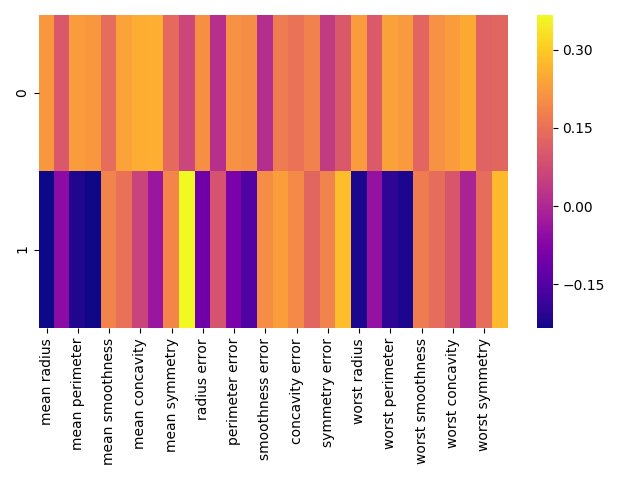 0
1
mean radius
mean perimeter
mean smoothness
mean concavity
mean symmetry
radius error
perimeter error
smoothness error
concavity error
symmetry error
worst radius
worst perimeter
worst smoothness
worst concavity
worst symmetry
0.30
0.15
0.00
−0.15